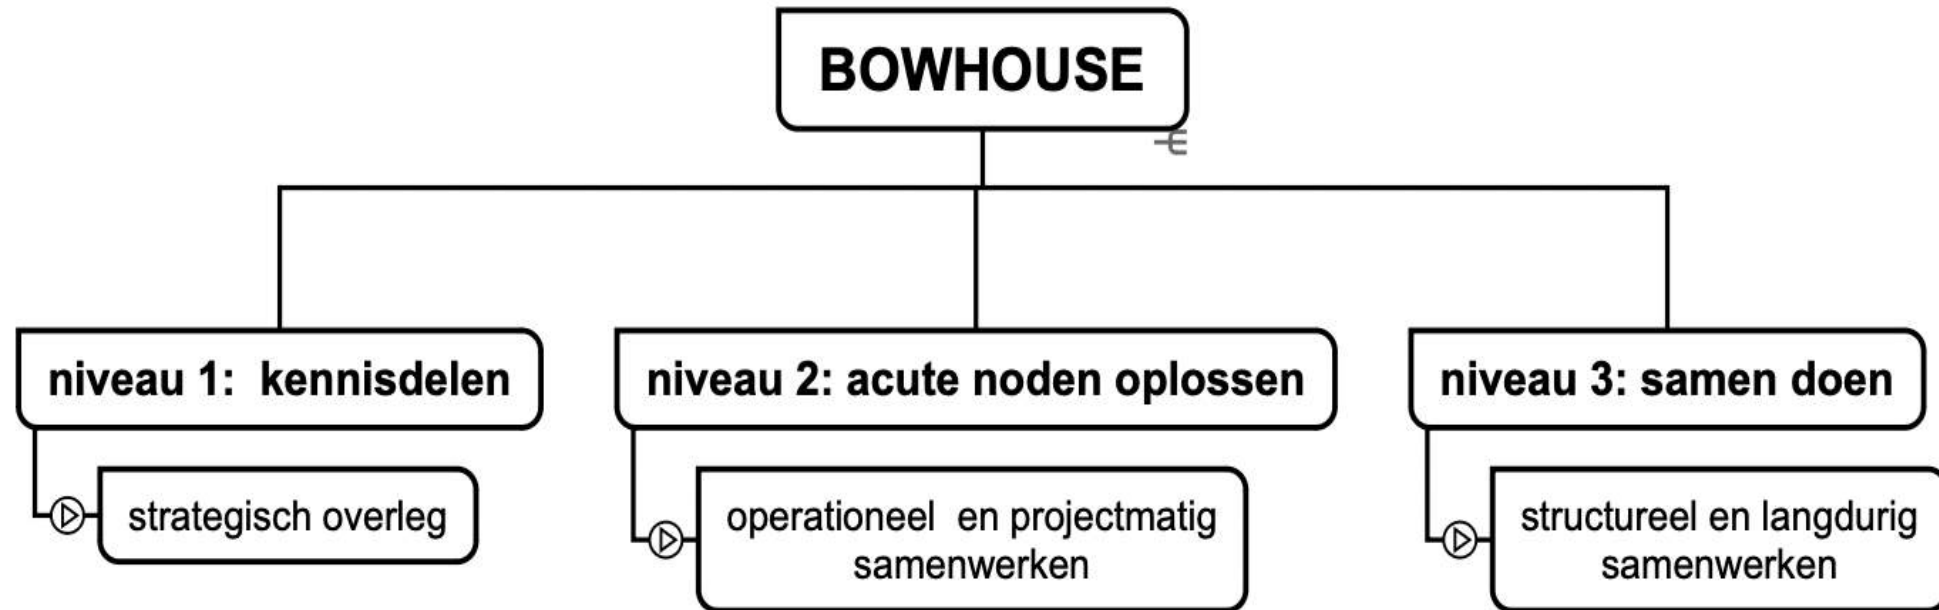 BOWHOUSE
niveau 1:  kennisdelen
niveau 2: acute noden oplossen
niveau 3: samen doen
strategisch overleg
operationeel  en projectmatig
samenwerken
structureel en langdurig
samenwerken